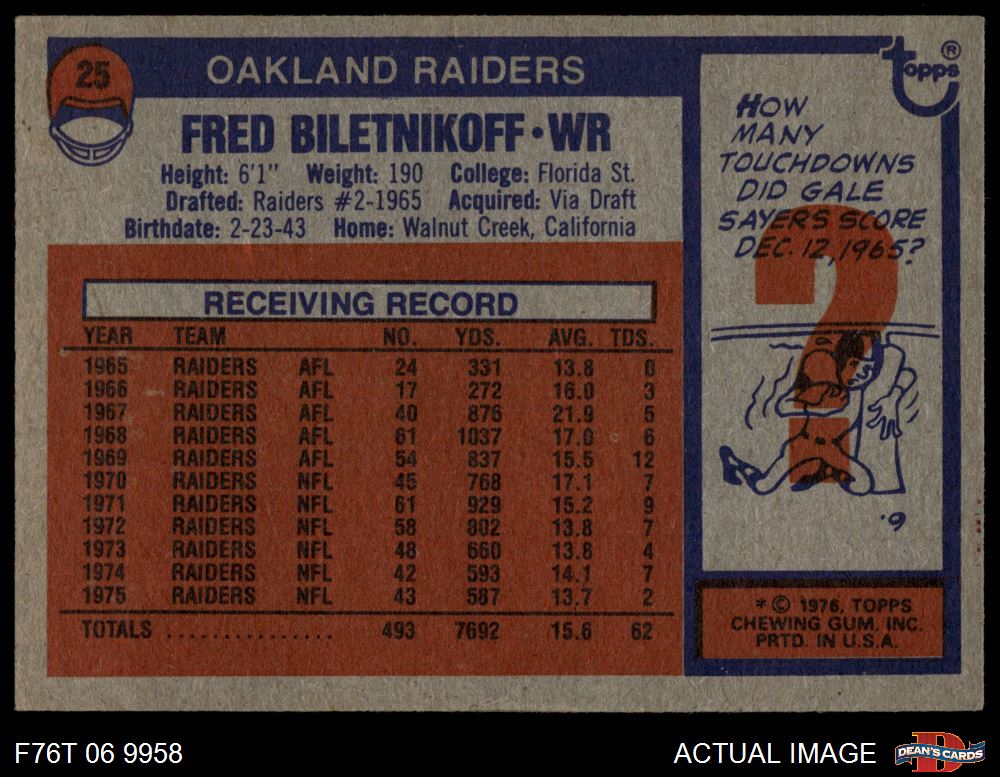 25
OAKLAND RAIDERS
FRED BILETNIKOFF·WR
Height: 6'1" Weight: 190 College: Florida St.
Drafted: Raiders #2-1965 Acquired: Via Draft
Birthdate: 2-23-43 Home: Walnut Creek, California
RECEIVING RECORD
YEAR TEAM NO. YDS. AVG. TDS.
1965 RAIDERS AFL 24 331 13.8 0
1966 RAIDERS AFL 17 272 16.0 3
1967 RAIDERS AFL 40 876 21.9 5
1968 RAIDERS AFL 61 1037 17.0 6
1969 RAIDERS AFL 54 837 15.5 12
1970 RAIDERS NFL 45 768 17.1 7
1971 RAIDERS NFL 61 929 15.2 9
1972 RAIDERS NFL 58 802 13.8 7
1973 RAIDERS NFL 48 660 13.8 4
1974 RAIDERS NFL 42 593 14.1 7
1975 RAIDERS NFL 43 587 13.7 2
TOTALS ................ 493 7692 15.6 62
topps ®
HOW
MANY
TOUCHDOWNS
DID GALE
SAYERS SCORE
DEC. 12, 1965?
?
.9
* © 1976, TOPPS
CHEWING GUM, INC.
PRTD. IN U.S.A.
F76T 06 9958
ACTUAL IMAGE
D
DEAN'S CARDS